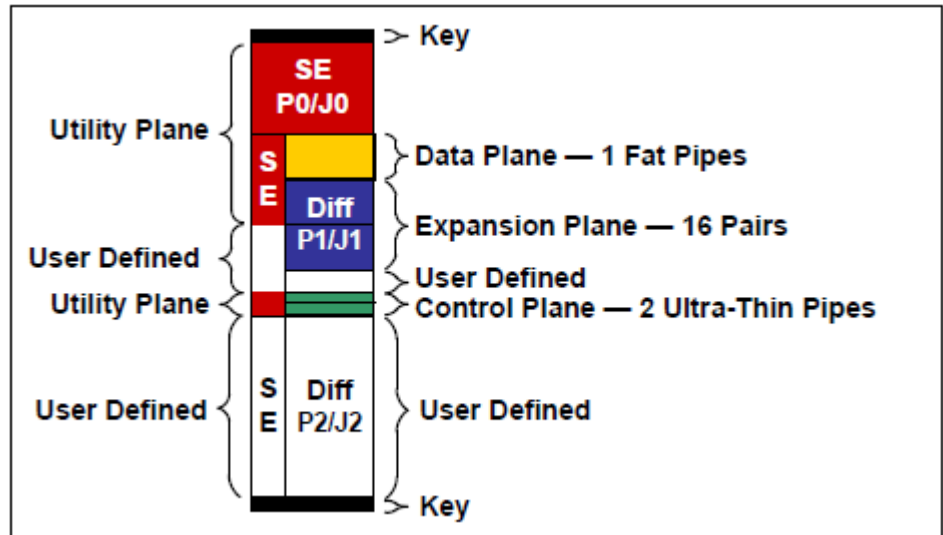 Key
SE
P0/J0
Utility Plane
S
E
Data Plane — 1 Fat Pipes
Diff
P1/J1
Expansion Plane — 16 Pairs
User Defined
User Defined
Utility Plane
Control Plane — 2 Ultra-Thin Pipes
User Defined
S
E
Diff
P2/J2
User Defined
Key